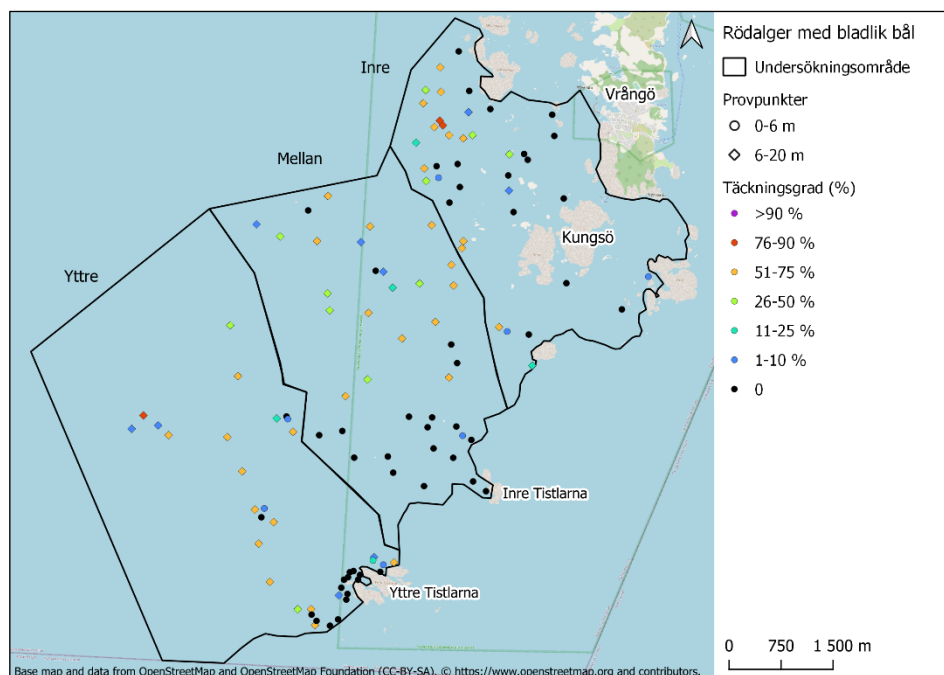 Inre
Mellan
Yttre
Vrångö
Kungsö
Inre Tistlarna
Yttre Tistlarna
Base map and data from OpenStreetMap and OpenStreetMap Foundation (CC-BY-SA). © https://www.openstreetmap.org and contributors.
Rödalger med bladlik bål
Undersökningsområde
Provpunkter
0-6 m
6-20 m
Täckningsgrad (%)
>90 %
76-90 %
51-75 %
26-50 %
11-25 %
1-10 %
0
0 750 1 500 m